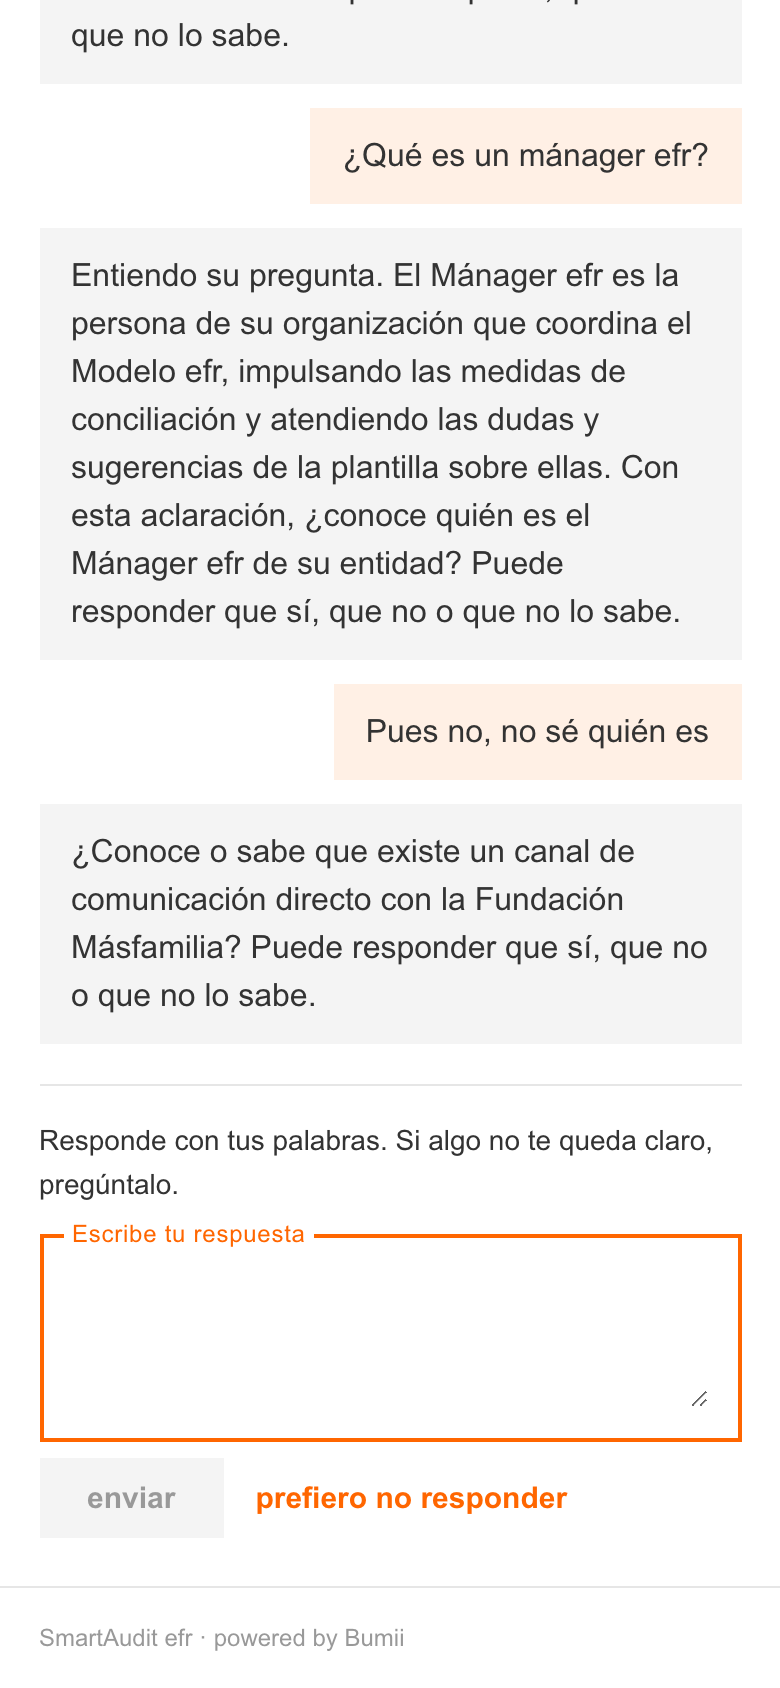 que no lo sabe.
¿Qué es un mánager efr?
Entiendo su pregunta. El Mánager efr es la
persona de su organización que coordina el
Modelo efr, impulsando las medidas de
conciliación y atendiendo las dudas y
sugerencias de la plantilla sobre ellas. Con
esta aclaración, ¿conoce quién es el
Mánager efr de su entidad? Puede
responder que sí, que no o que no lo sabe.
Pues no, no sé quién es
¿Conoce o sabe que existe un canal de
comunicación directo con la Fundación
Másfamilia? Puede responder que sí, que no
o que no lo sabe.
Responde con tus palabras. Si algo no te queda claro,
pregúntalo.
Escribe tu respuesta
enviar
prefiero no responder
SmartAudit efr · powered by Bumii